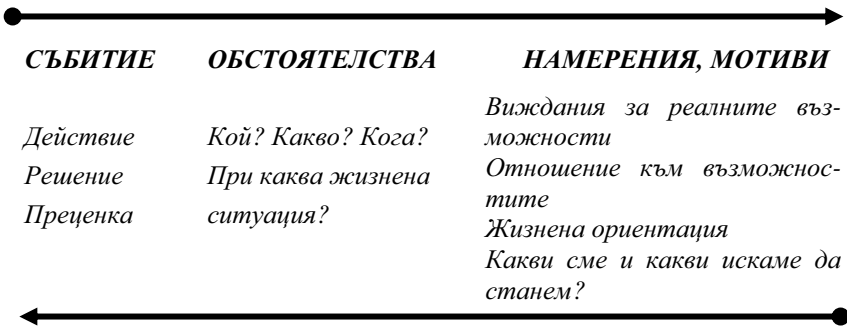 СЪБИТИЕ ОБСТОЯТЕЛСТВА НАМЕРЕНИЯ, МОТИВИ
Действие
Решение
Преценка
Кой? Какво? Кога?
При каква жизнена
ситуация?
Виждания за реалните въз-
можности
Отношение към възможнос-
тите
Жизнена ориентация
Какви сме и какви искаме да
станем?